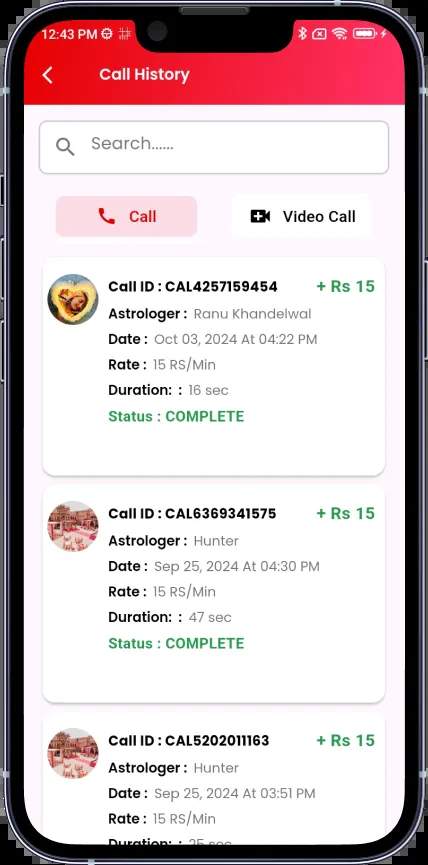 12:43 PM
Call History
Search......
Call
Video Call
Call ID : CAL4257159454 + Rs 15
Astrologer : Ranu Khandelwal
Date : Oct 03, 2024 At 04:22 PM
Rate : 15 RS/Min
Duration: : 16 sec
Status : COMPLETE
Call ID : CAL6369341575 + Rs 15
Astrologer : Hunter
Date : Sep 25, 2024 At 04:30 PM
Rate : 15 RS/Min
Duration: : 47 sec
Status : COMPLETE
Call ID : CAL5202011163 + Rs 15
Astrologer : Hunter
Date : Sep 25, 2024 At 03:51 PM
Rate : 15 RS/Min
Duration: : 25 sec